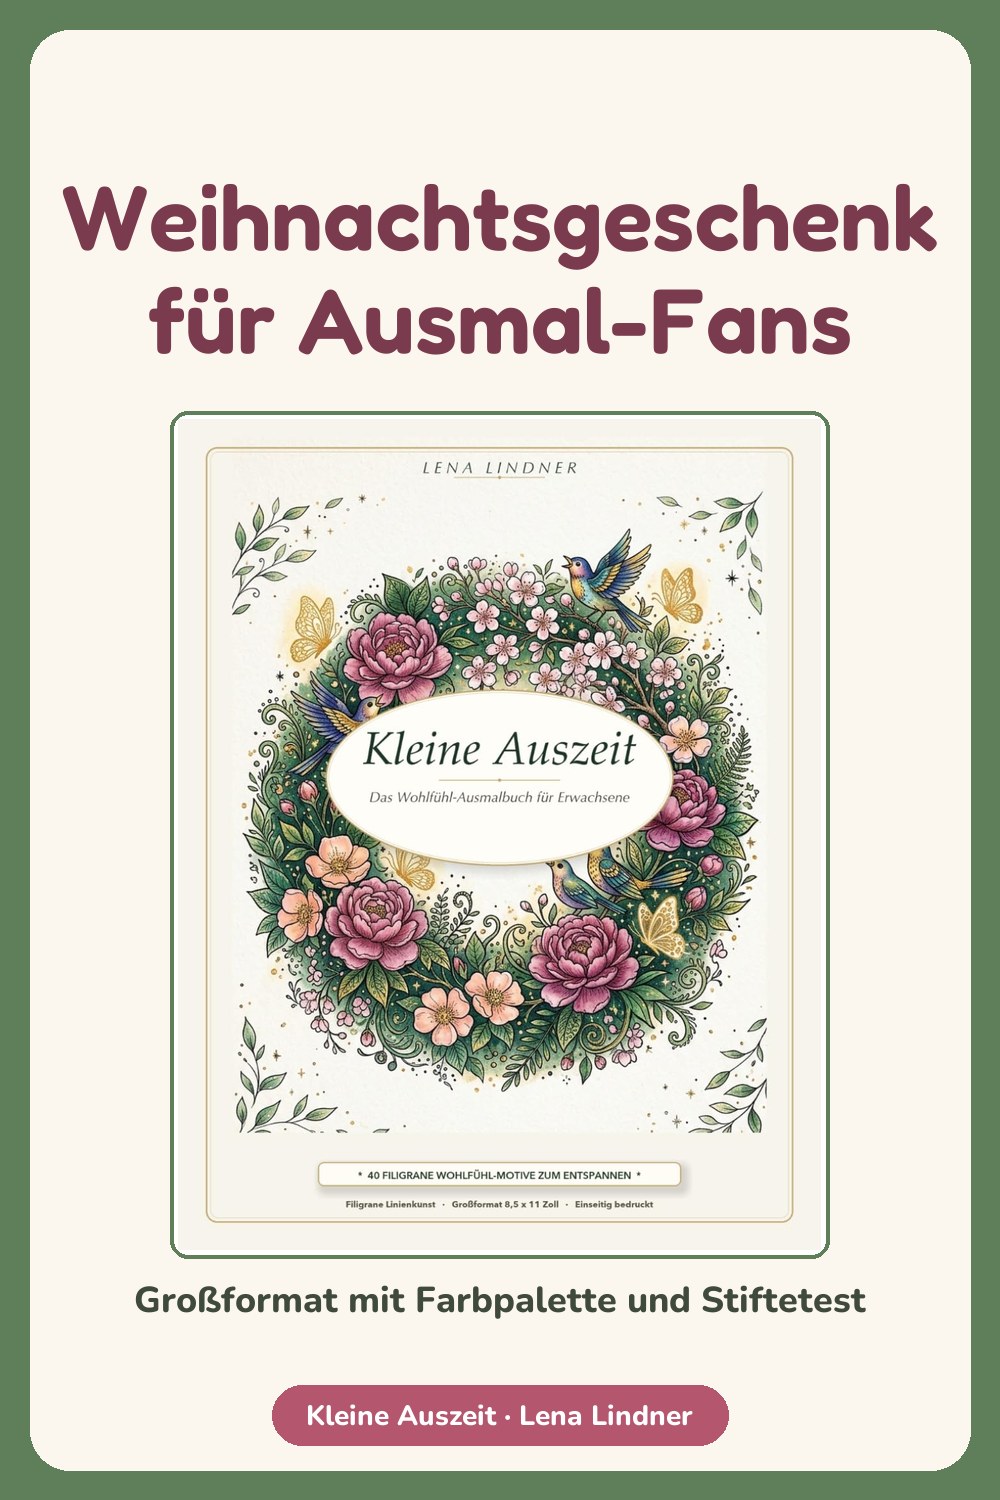 Weihnachtsgeschenk
für Ausmal-Fans
LENA LINDNER
Kleine Auszeit
Das Wohlfühl-Ausmalbuch für Erwachsene
* 40 FILIGRANE WOHLFÜHL-MOTIVE ZUM ENTSPANNEN *
Filigrane Linienkunst · Großformat 8,5 x 11 Zoll · Einseitig bedruckt
Großformat mit Farbpalette und Stiftetest
Kleine Auszeit · Lena Lindner